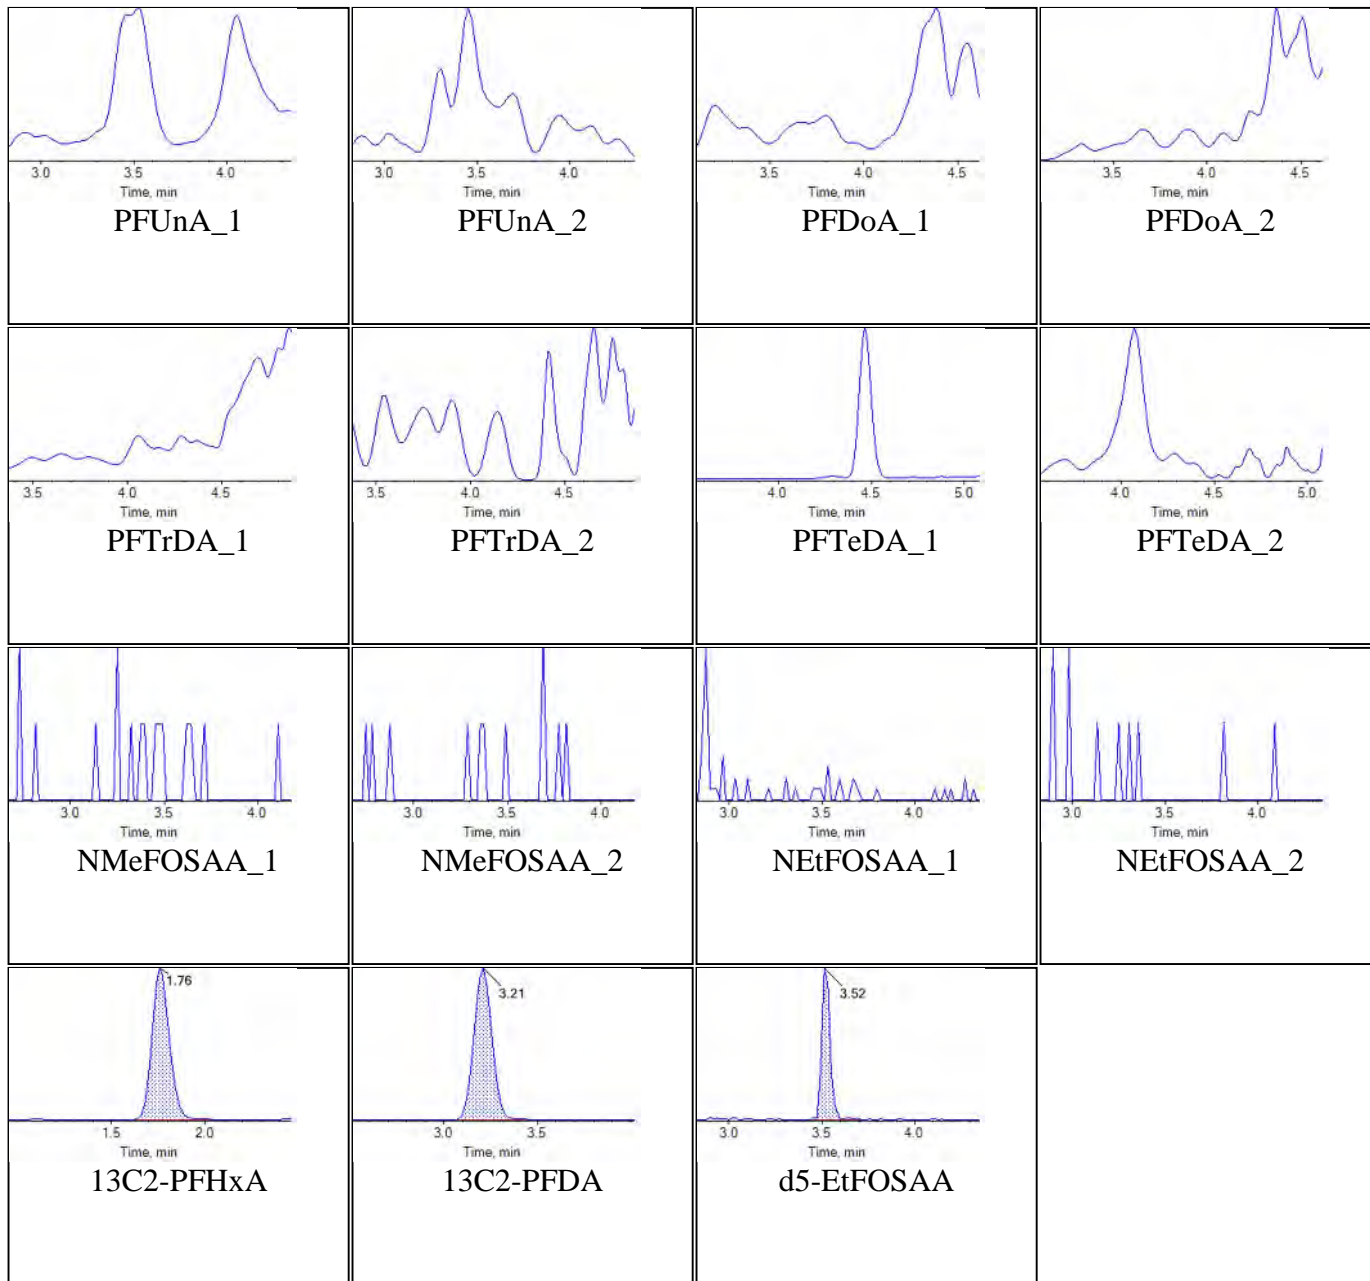 3.0 3.5 4.0
Time, min
PFUnA_1
3.0 3.5 4.0
Time, min
PFUnA_2
3.5 4.0 4.5
Time, min
PFDoA_1
3.5 4.0 4.5
Time, min
PFDoA_2
3.5 4.0 4.5
Time, min
PFTrDA_1
3.5 4.0 4.5
Time, min
PFTrDA_2
4.0 4.5 5.0
Time, min
PFTeDA_1
4.0 4.5 5.0
Time, min
PFTeDA_2
3.0 3.5 4.0
Time, min
NMeFOSAA_1
3.0 3.5 4.0
Time, min
NMeFOSAA_2
3.0 3.5 4.0
Time, min
NEtFOSAA_1
3.0 3.5 4.0
Time, min
NEtFOSAA_2
1.76
1.5 2.0
Time, min
13C2-PFHxA
3.21
3.0 3.5
Time, min
13C2-PFDA
3.52
3.0 3.5 4.0
Time, min
d5-EtFOSAA